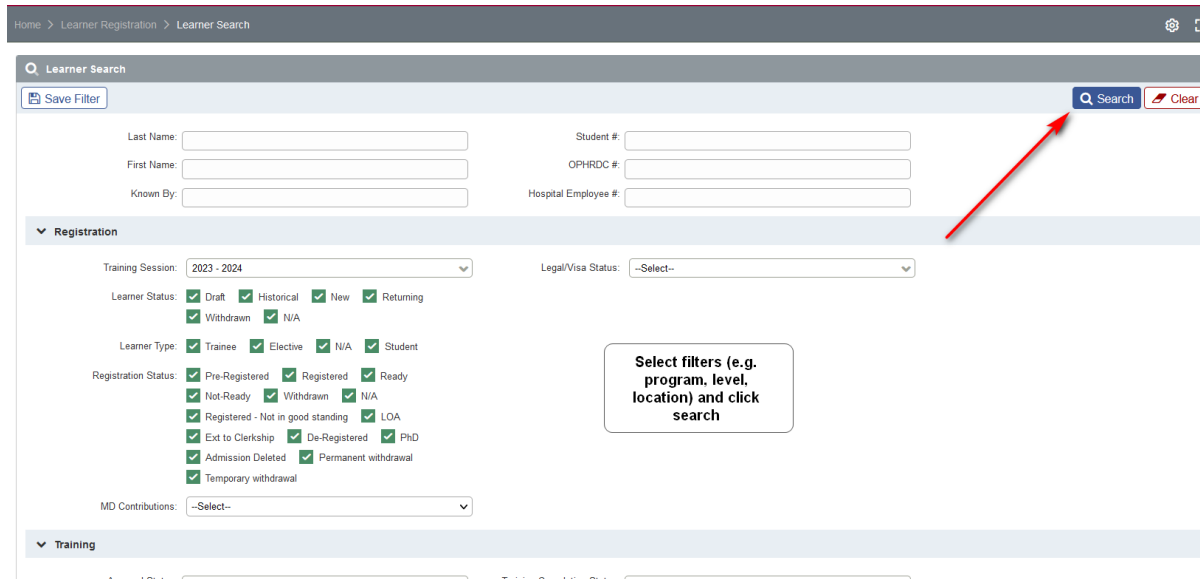 Home > Learner Registration > Learner Search
Learner Search
Save Filter
Search
Clear
Last Name:
Student #:
First Name:
OPHRDC #:
Known By:
Hospital Employee #:
Registration
Training Session: 2023 - 2024
Legal/Visa Status: --Select--
Learner Status: Draft Historical New Returning
Withdrawn N/A
Learner Type: Trainee Elective N/A Student
Registration Status: Pre-Registered Registered Ready
Not-Ready Withdrawn N/A
Registered - Not in good standing LOA
Ext to Clerkship De-Registered PhD
Admission Deleted Permanent withdrawal
Temporary withdrawal
Select filters (e.g.
program, level,
location) and click
search
MD Contributions: --Select--
Training